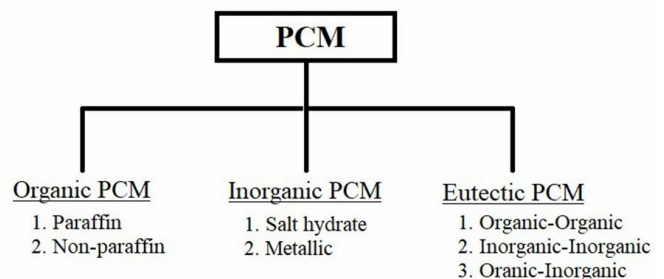 PCM
Organic PCM
1. Paraffin
2. Non-paraffin
Inorganic PCM
1. Salt hydrate
2. Metallic
Eutectic PCM
1. Organic-Organic
2. Inorganic-Inorganic
3. Oranic-Inorganic